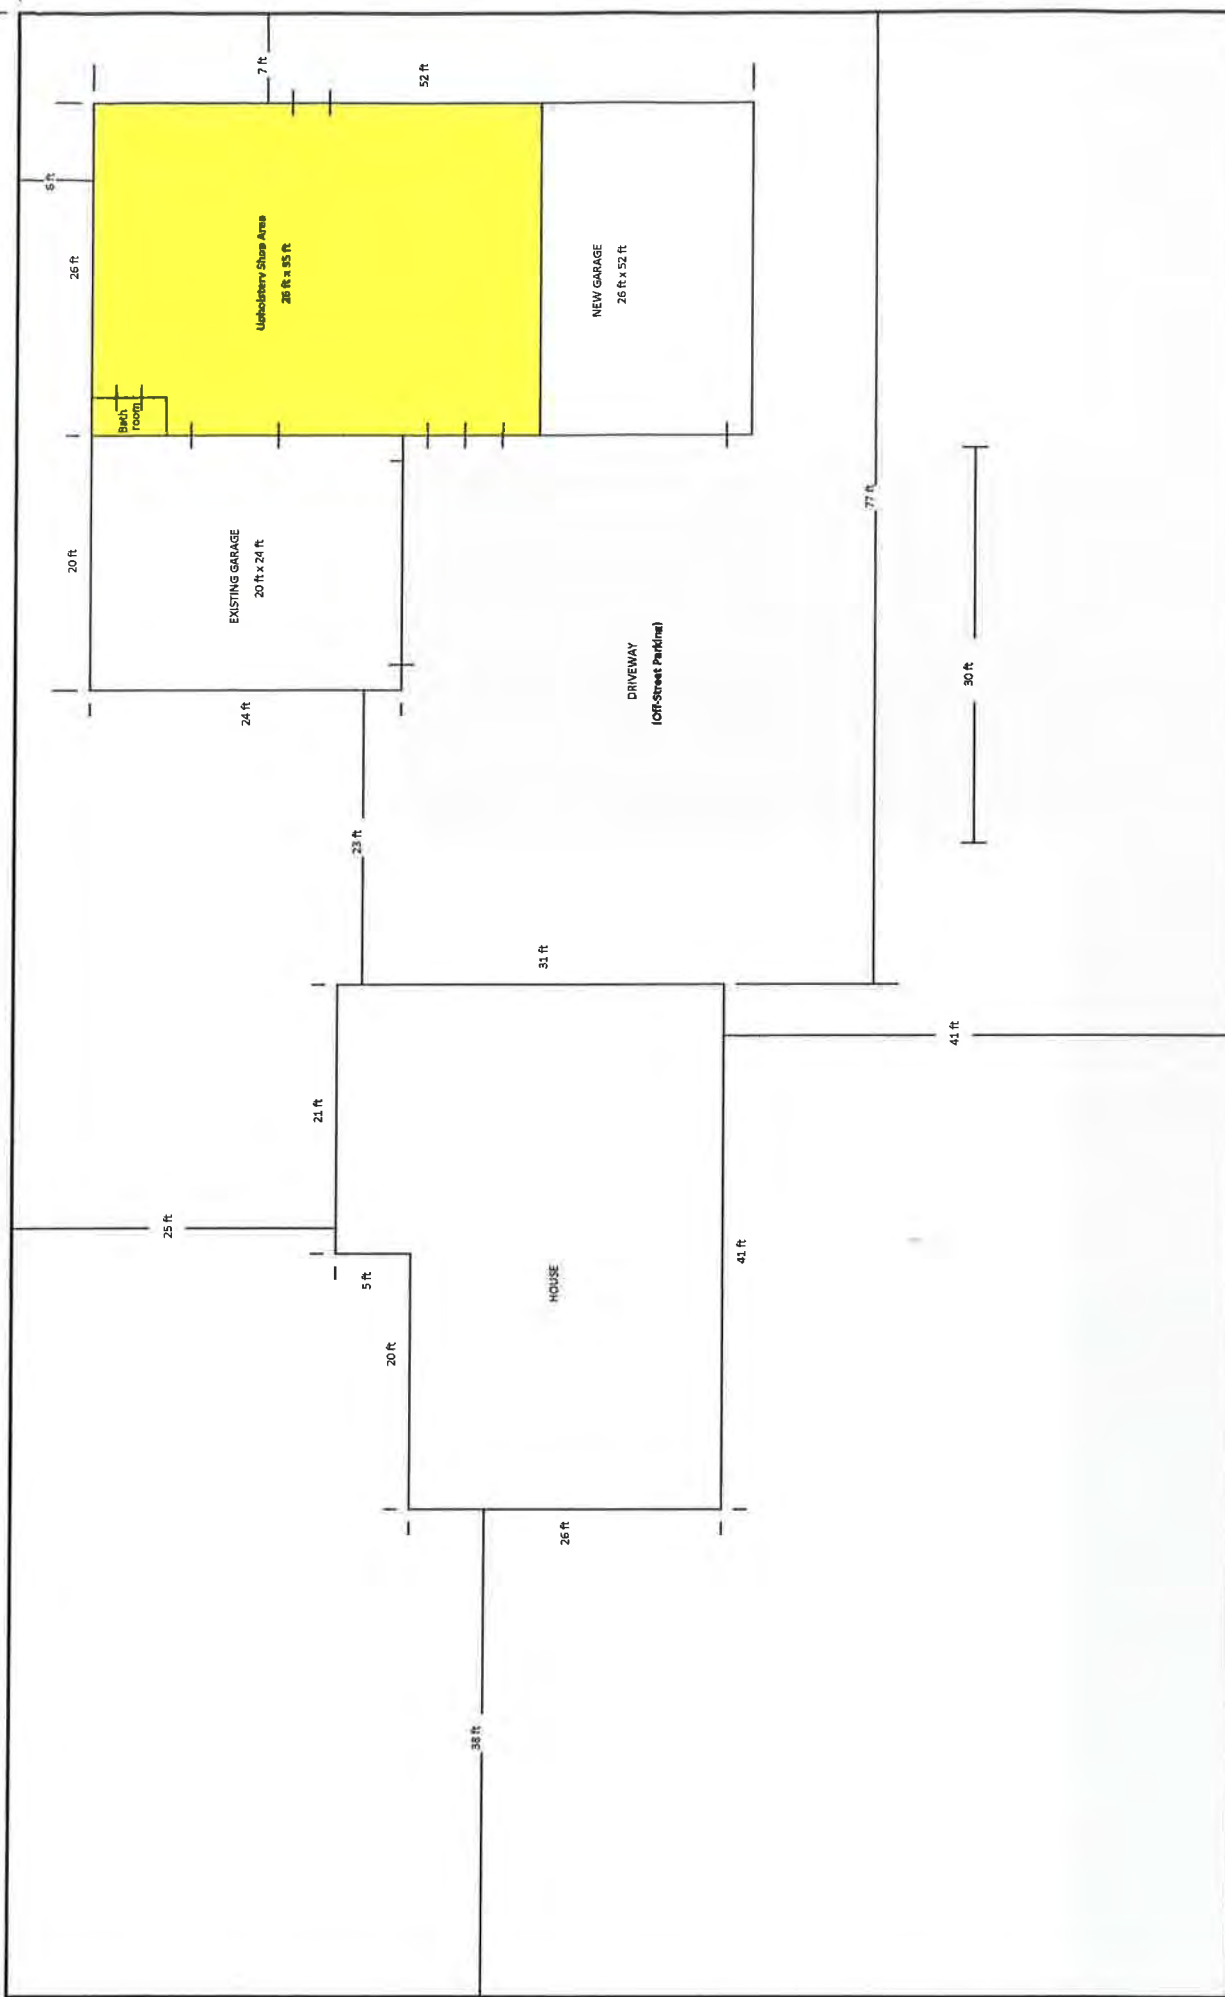 6 ft
20 ft
26 ft
Bath
room
25 ft
EXISTING GARAGE
20 ft x 24 ft
24 ft
Upholstery Shop Area
26 ft x 35 ft
7 ft
21 ft
23 ft
5 ft
20 ft
52 ft
38 ft
31 ft
HOUSE
26 ft
NEW GARAGE
26 ft x 52 ft
DRIVEWAY
(Off-Street Parking)
41 ft
77 ft
41 ft
30 ft